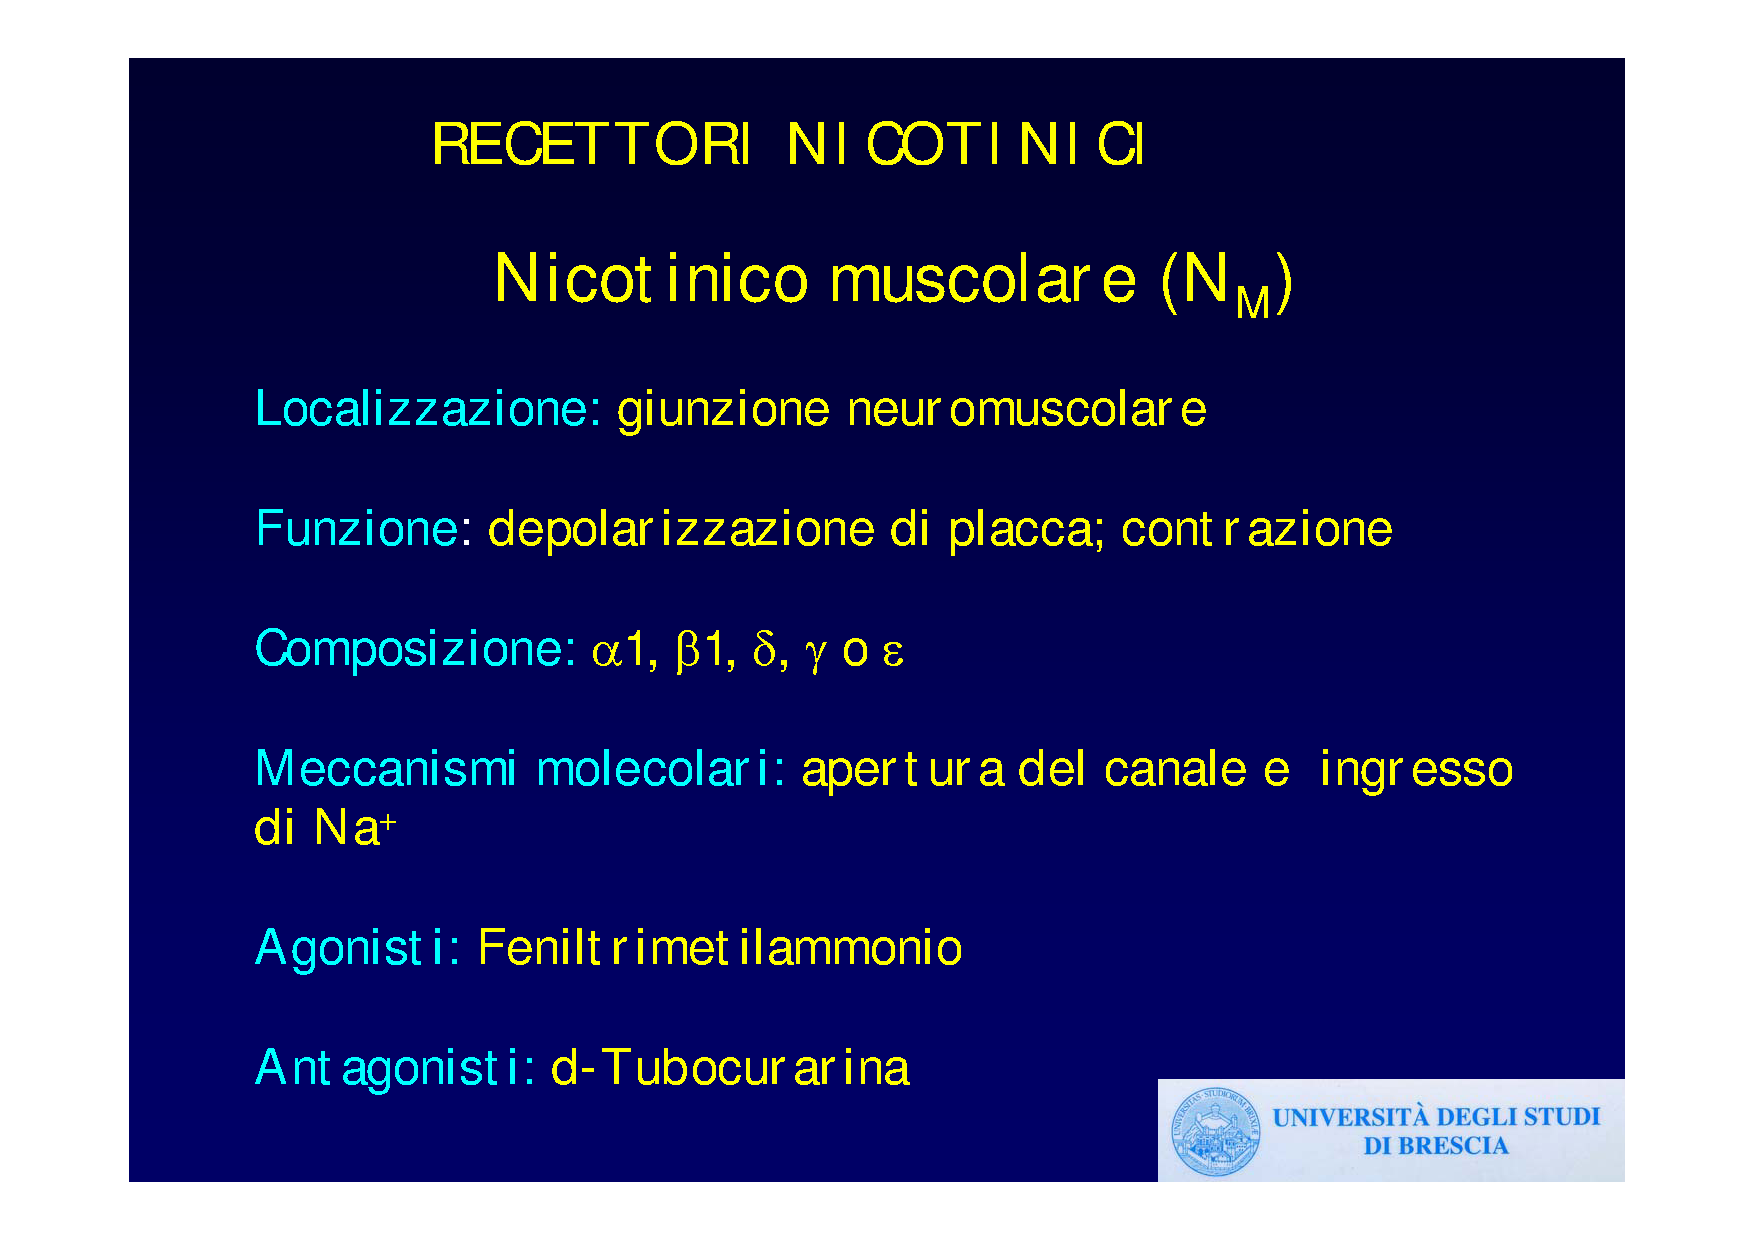 RECETTORI NICOTINICI
Nicotinico muscolare (N_M)
Localizzazione: giunzione neuromuscolare
Funzione: depolarizzazione di placca; contrazione
Composizione: α1, β1, δ, γ o ε
Meccanismi molecolari: apertura del canale e ingresso
di Na⁺
Agonisti: Feniltrimetilammonio
Antagonisti: d-Tubocurarina
UNIVERSITÀ DEGLI STUDI
DI BRESCIA